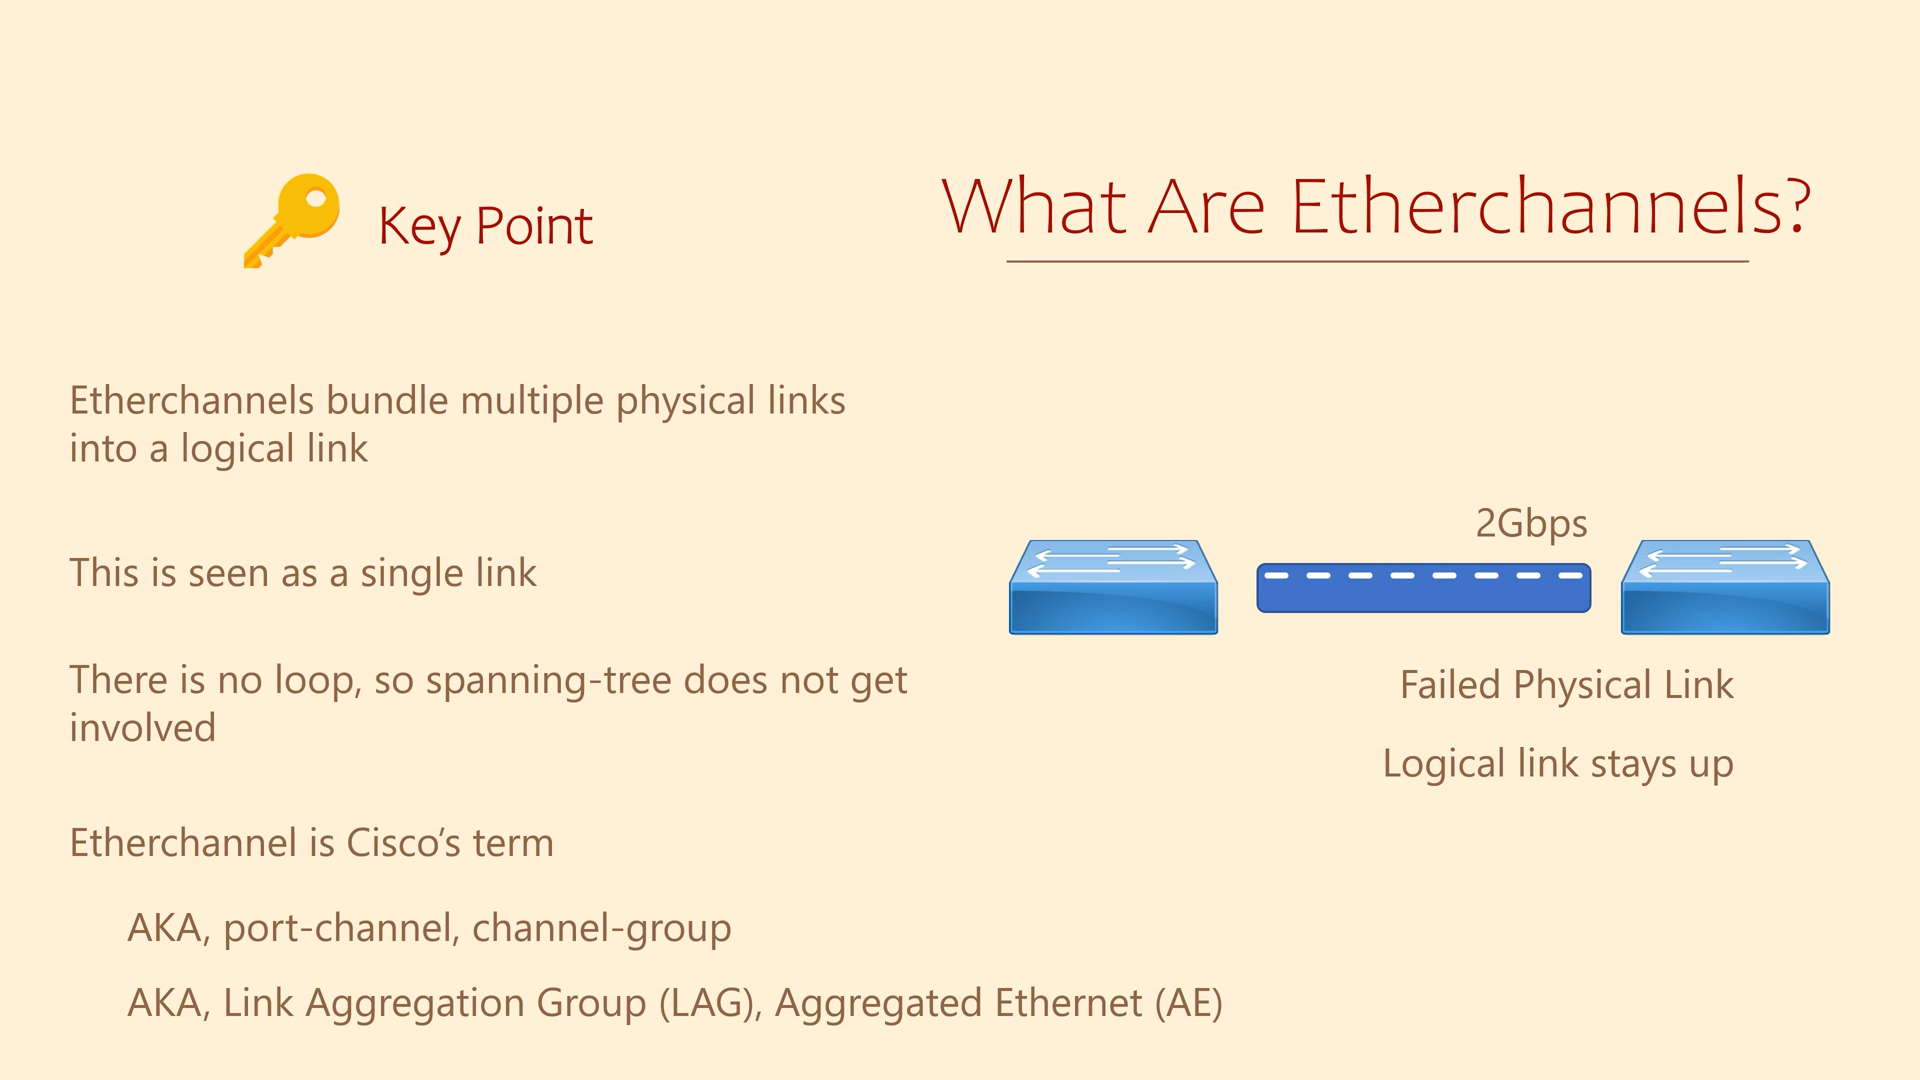 Key Point
What Are Etherchannels?
Etherchannels bundle multiple physical links
into a logical link
This is seen as a single link
There is no loop, so spanning-tree does not get
involved
Etherchannel is Cisco’s term
AKA, port-channel, channel-group
AKA, Link Aggregation Group (LAG), Aggregated Ethernet (AE)
2Gbps
Failed Physical Link
Logical link stays up